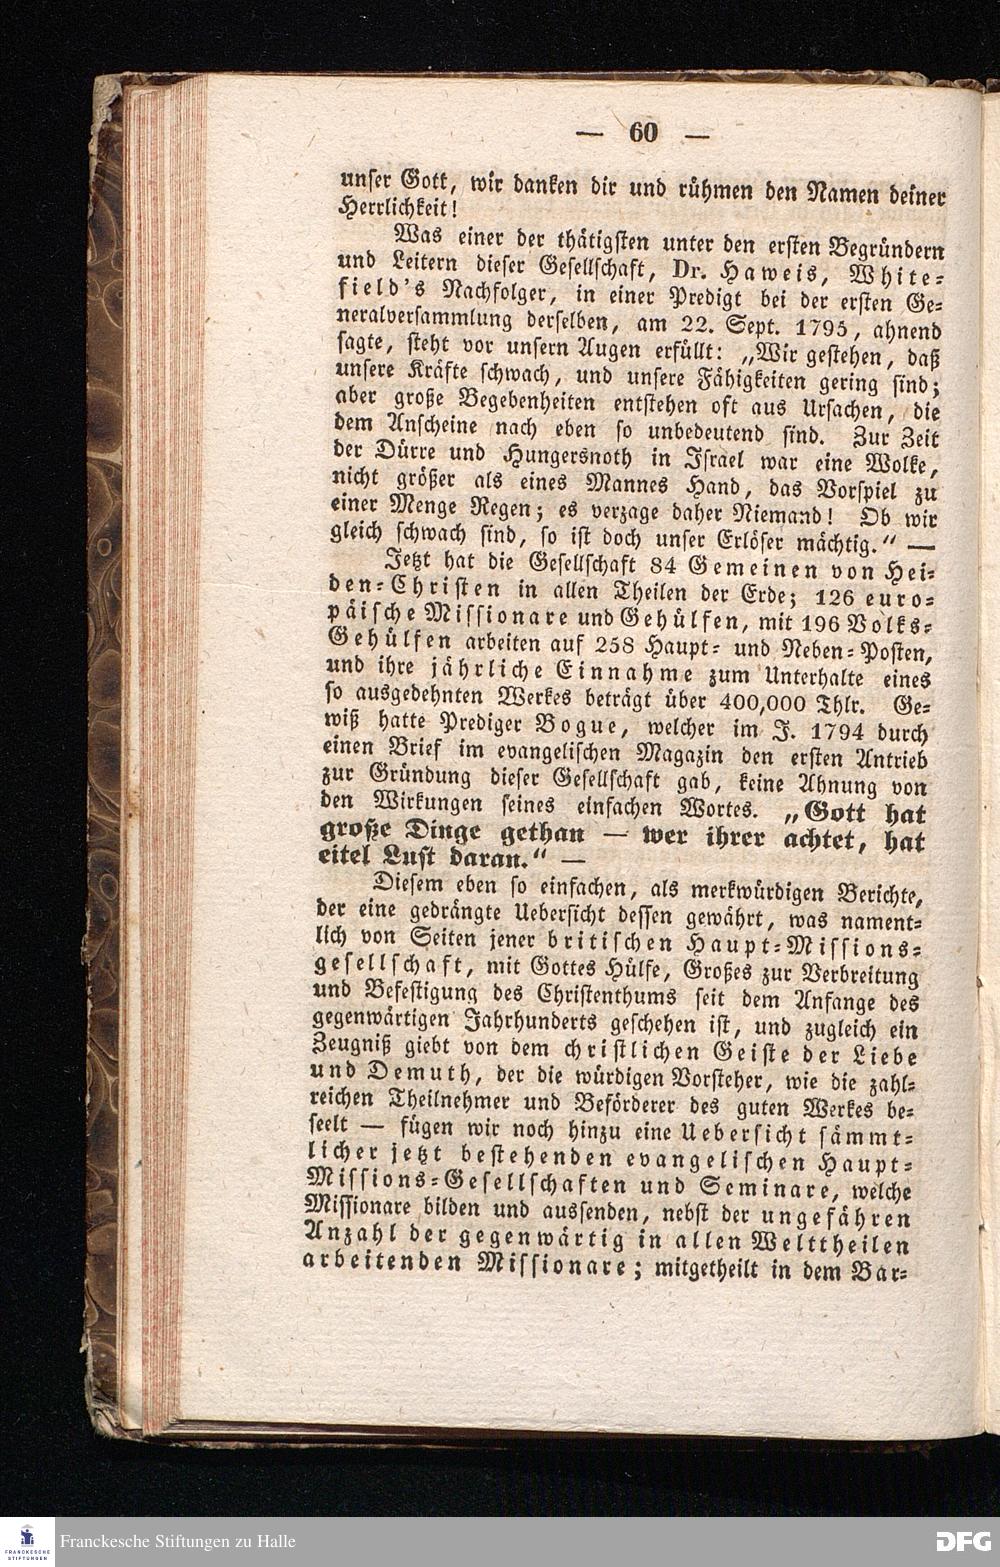 — 60 —
unser Gott, wir danken dir und rühmen den Namen deiner
Herrlichkeit!
Was einer der thätigsten unter den ersten Begründern
und Leitern dieser Gesellschaft, Dr. Haweis, White-
field's Nachfolger, in einer Predigt bei der ersten Ge-
neralversammlung derselben, am 22. Sept. 1795, ahnend
sagte, steht vor unsern Augen erfüllt: „Wir gestehen, daß
unsere Kräfte schwach, und unsere Fähigkeiten gering sind;
aber große Begebenheiten entstehen oft aus Ursachen, die
dem Anscheine nach eben so unbedeutend sind. Zur Zeit
der Dürre und Hungersnoth in Israel war eine Wolke,
nicht größer als eines Mannes Hand, das Vorspiel zu
einer Menge Regen; es verzage daher Niemand! Ob wir
gleich schwach sind, so ist doch unser Erlöser mächtig.“ —
Jetzt hat die Gesellschaft 84 Gemeinen von Hei-
den-Christen in allen Theilen der Erde; 126 euro-
päische Missionare und Gehülfen, mit 196 Volks-
Gehülfen arbeiten auf 258 Haupt- und Neben-Posten,
und ihre jährliche Einnahme zum Unterhalte eines
so ausgedehnten Werkes beträgt über 400,000 Thlr. Ge-
wiß hatte Prediger Bogue, welcher im J. 1794 durch
einen Brief im evangelischen Magazin den ersten Antrieb
zur Gründung dieser Gesellschaft gab, keine Ahnung von
den Wirkungen seines einfachen Wortes. „Gott hat
große Dinge gethan — wer ihrer achtet, hat
eitel Lust daran.“ —
Diesem eben so einfachen, als merkwürdigen Berichte,
der eine gedrängte Uebersicht dessen gewährt, was nament-
lich von Seiten jener britischen Haupt-Missions-
gesellschaft, mit Gottes Hülfe, Großes zur Verbreitung
und Befestigung des Christenthums seit dem Anfange des
gegenwärtigen Jahrhunderts geschehen ist, und zugleich ein
Zeugniß giebt von dem christlichen Geiste der Liebe
und Demuth, der die würdigen Vorsteher, wie die zahl-
reichen Theilnehmer und Beförderer des guten Werkes be-
seelt — fügen wir noch hinzu eine Uebersicht sämmt-
licher jetzt bestehenden evangelischen Haupt-
Missions-Gesellschaften und Seminare, welche
Missionare bilden und aussenden, nebst der ungefähren
Anzahl der gegenwärtig in allen Welttheilen
arbeitenden Missionare; mitgetheilt in dem Bar-
FRANCKESCHE
STIFTUNGEN
Franckesche Stiftungen zu Halle
DFG